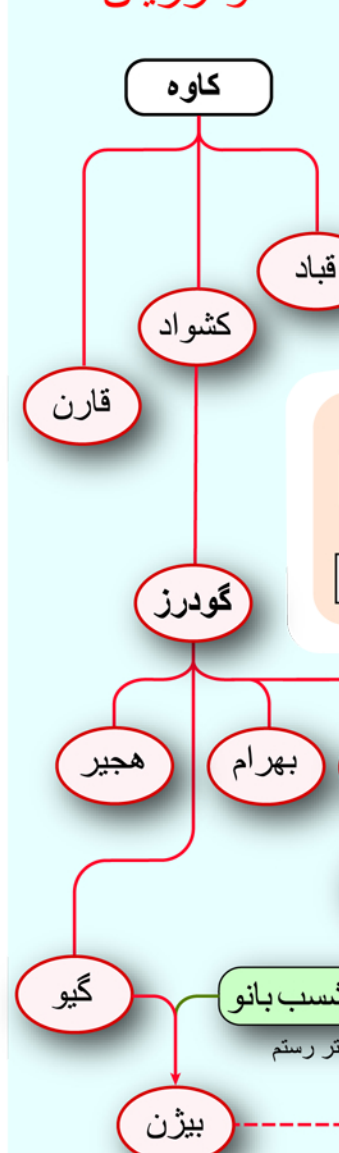 کاوه
قباد
کشواد
قارن
گودرز
بهرام
هجیر
گیو
بانو
رستم
بیژن